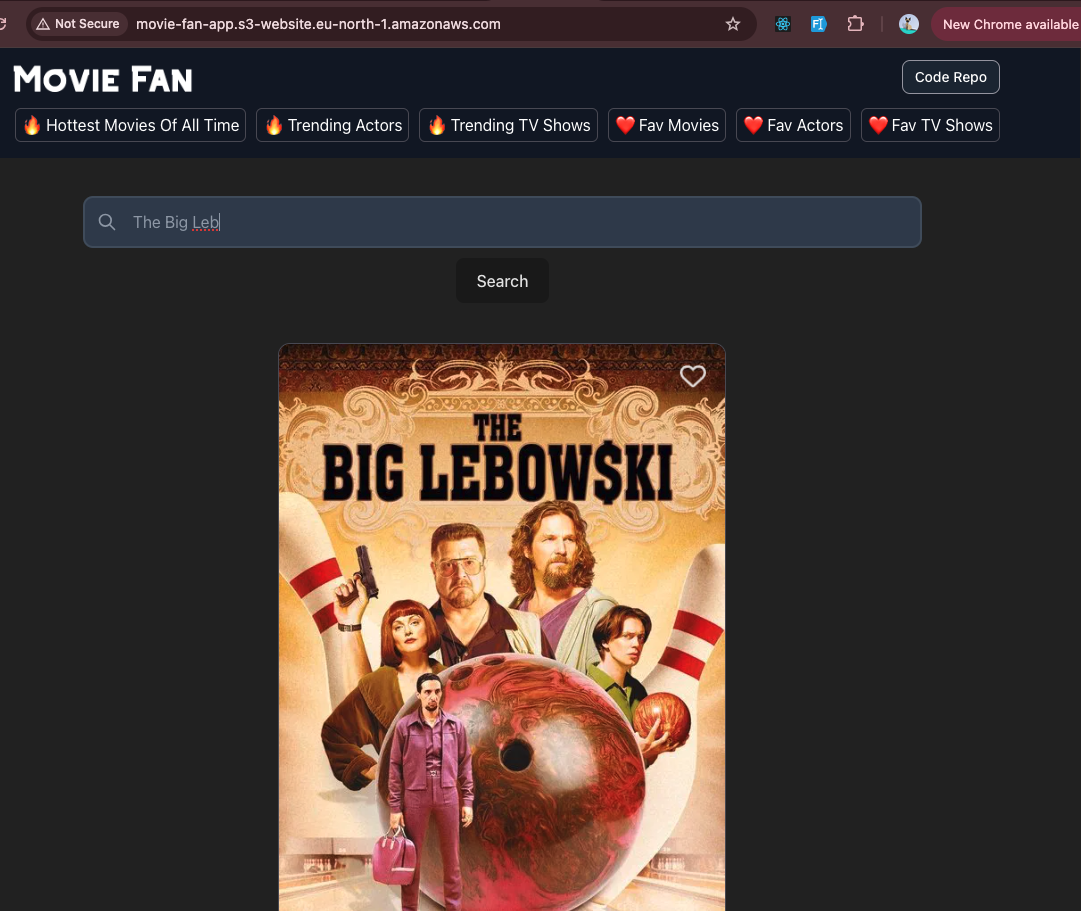 Not Secure movie-fan-app.s3-website.eu-north-1.amazonaws.com New Chrome available
Movie Fan Code Repo
🔥 Hottest Movies Of All Time 🔥 Trending Actors 🔥 Trending TV Shows ❤️ Fav Movies ❤️ Fav Actors ❤️ Fav TV Shows
The Big Leb
Search
THE
BIG LEBOW$KI